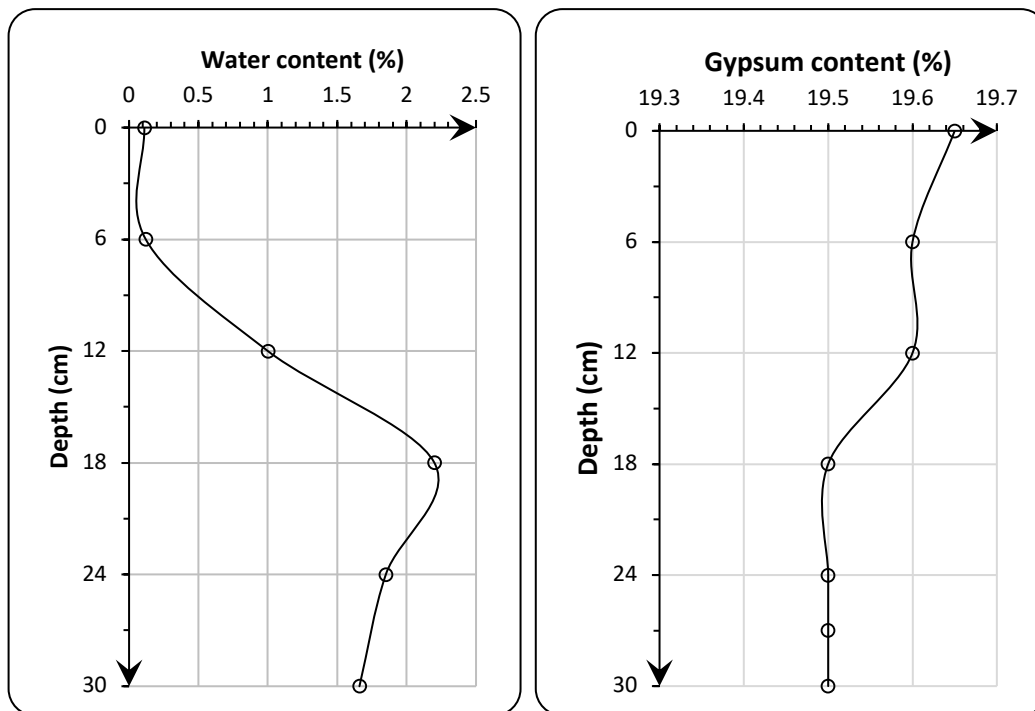 Water content (%)
0 0.5 1 1.5 2 2.5
0
6
12
18
24
30
Depth (cm)
Gypsum content (%)
19.3 19.4 19.5 19.6 19.7
0
6
12
18
24
30
Depth (cm)